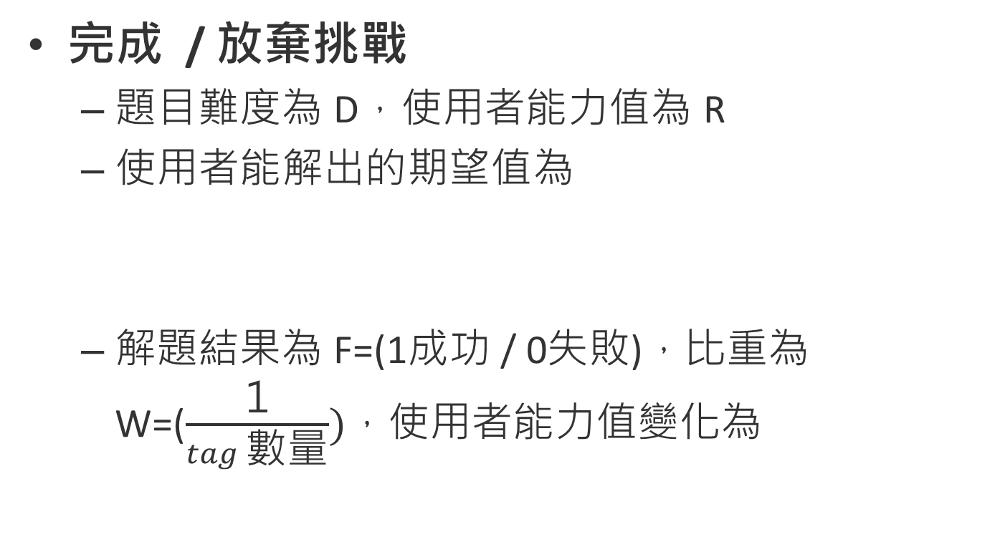 • 完成 / 放棄挑戰
– 題目難度為 D，使用者能力值為 R
– 使用者能解出的期望值為
– 解題結果為 F=(1成功 / 0失敗)，比重為
W=(1/tag 數量)，使用者能力值變化為